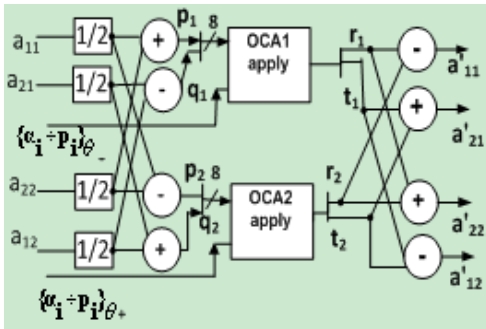 a11 1/2 + p1 8 OCA1 apply r1 - a'11
a21 1/2 - q1 t1 + a'21
{αi÷pi}θ-
a22 1/2 - p2 8 OCA2 apply r2 + a'22
a12 1/2 + q2 t2 - a'12
{αi÷pi}θ+